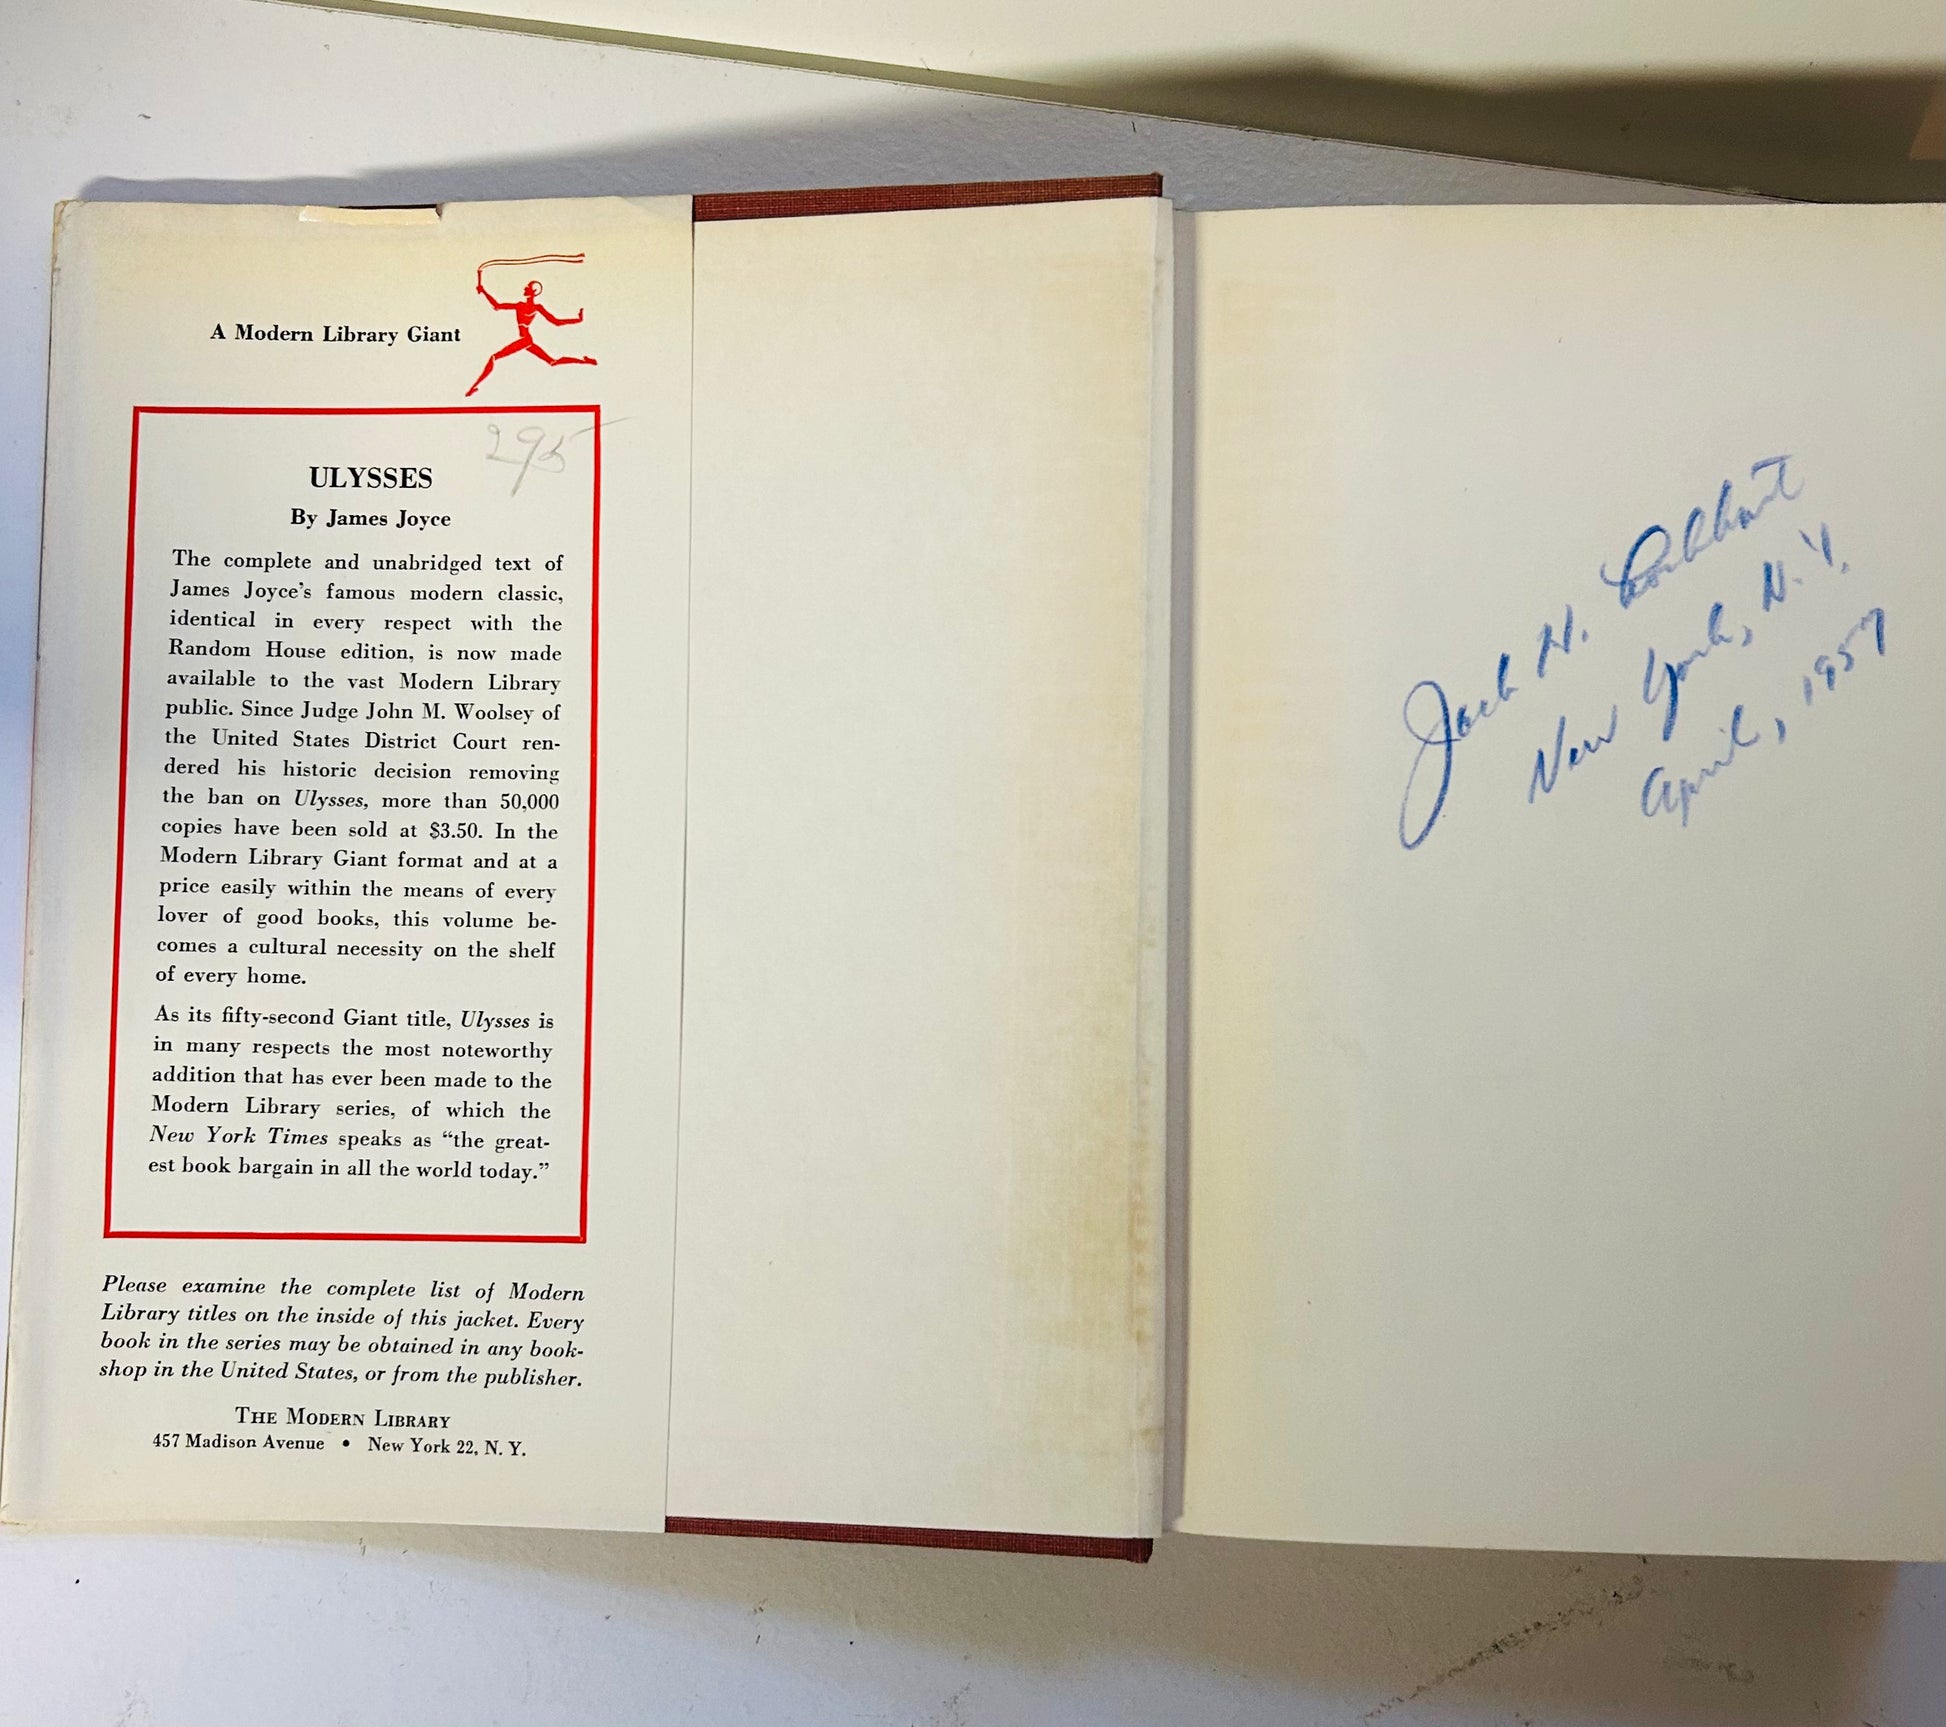 A Modern Library Giant
295
ULYSSES
By James Joyce
The complete and unabridged text of
James Joyce's famous modern classic,
identical in every respect with the
Random House edition, is now made
available to the vast Modern Library
public. Since Judge John M. Woolsey of
the United States District Court ren-
dered his historic decision removing
the ban on Ulysses, more than 50,000
copies have been sold at $3.50. In the
Modern Library Giant format and at a
price easily within the means of every
lover of good books, this volume be-
comes a cultural necessity on the shelf
of every home.
As its fifty-second Giant title, Ulysses is
in many respects the most noteworthy
addition that has ever been made to the
Modern Library series, of which the
New York Times speaks as “the great-
est book bargain in all the world today.”
Please examine the complete list of Modern
Library titles on the inside of this jacket. Every
book in the series may be obtained in any book-
shop in the United States, or from the publisher.
THE MODERN LIBRARY
457 Madison Avenue • New York 22, N. Y.
Jack H. Lockhart
New York, N.Y.
April, 1957